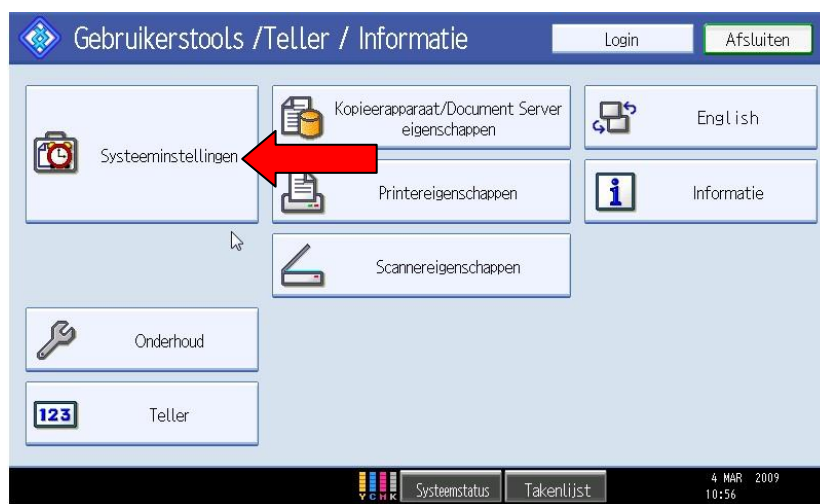 Gebruikerstools /Teller / Informatie
Login
Afsluiten
Systeeminstellingen
Kopieerapparaat/Document Server
eigenschappen
English
Printereigenschappen
Informatie
Scannereigenschappen
Onderhoud
123
Teller
Y C M K
Systeemstatus
Takenlijst
4 MAR 2009
10:56